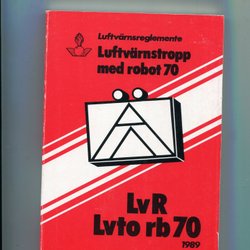 Luftvärnsreglemente
Luftvärnstropp
med robot 70
LvR
Lvto rb 70
1989